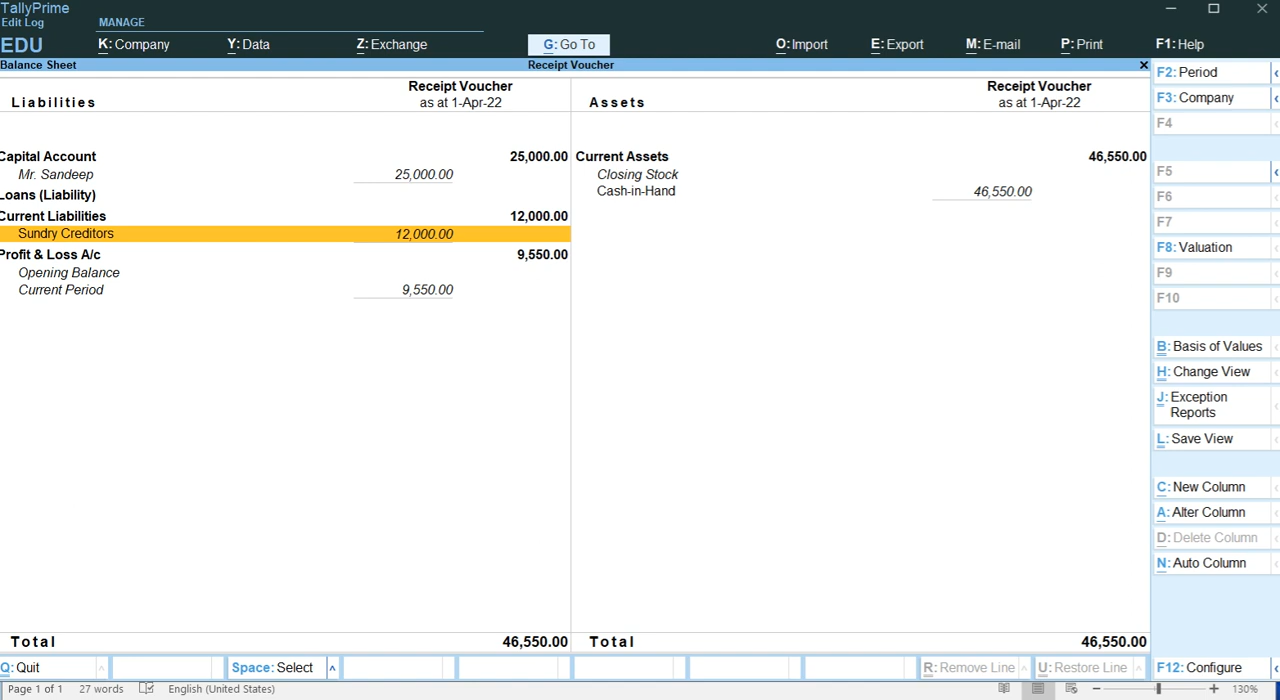 TallyPrime
Edit Log
MANAGE
EDU
K: Company
Y: Data
Z: Exchange
G: Go To
O: Import
E: Export
M: E-mail
P: Print
F1: Help
Balance Sheet
Receipt Voucher
Liabilities
Receipt Voucher
as at 1-Apr-22
Assets
Receipt Voucher
as at 1-Apr-22
Capital Account 25,000.00
Mr. Sandeep 25,000.00
Loans (Liability)
Current Liabilities 12,000.00
Sundry Creditors 12,000.00
Profit & Loss A/c 9,550.00
Opening Balance
Current Period 9,550.00
Total 46,550.00
Current Assets 46,550.00
Closing Stock
Cash-in-Hand 46,550.00
Total 46,550.00
F2: Period
F3: Company
F4
F5
F6
F7
F8: Valuation
F9
F10
B: Basis of Values
H: Change View
J: Exception
Reports
L: Save View
C: New Column
A: Alter Column
D: Delete Column
N: Auto Column
Q: Quit
Space: Select
R: Remove Line
U: Restore Line
F12: Configure
Page 1 of 1
27 words
English (United States)
130%